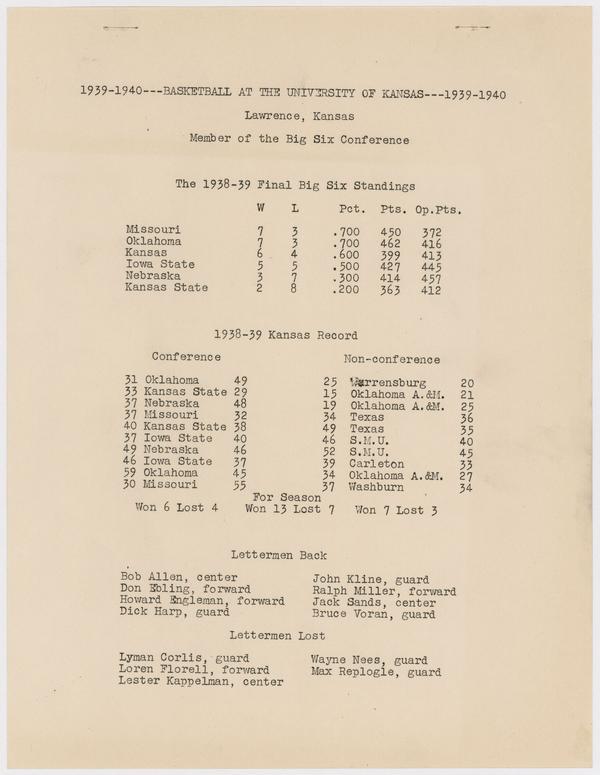 1939-1940---BASKETBALL AT THE UNIVERSITY OF KANSAS---1939-1940
Lawrence, Kansas
Member of the Big Six Conference
The 1938-39 Final Big Six Standings
W L Pct. Pts. Op.Pts.
Missouri 7 3 .700 450 372
Oklahoma 7 3 .700 462 416
Kansas 6 4 .600 399 413
Iowa State 5 5 .500 427 445
Nebraska 3 7 .300 414 457
Kansas State 2 8 .200 363 412
1938-39 Kansas Record
Conference Non-conference
31 Oklahoma 49 25 Warrensburg 20
33 Kansas State 29 15 Oklahoma A.&M. 21
37 Nebraska 48 19 Oklahoma A.&M. 25
37 Missouri 32 34 Texas 36
40 Kansas State 38 49 Texas 35
37 Iowa State 40 46 S.M.U. 40
49 Nebraska 46 52 S.M.U. 45
46 Iowa State 37 39 Carleton 33
59 Oklahoma 45 34 Oklahoma A.&M. 27
30 Missouri 55 37 Washburn 34
For Season
Won 6 Lost 4 Won 13 Lost 7 Won 7 Lost 3
Lettermen Back
Bob Allen, center John Kline, guard
Don Ebling, forward Ralph Miller, forward
Howard Engleman, forward Jack Sands, center
Dick Harp, guard Bruce Voran, guard
Lettermen Lost
Lyman Corlis, guard Wayne Nees, guard
Loren Florell, forward Max Replogle, guard
Lester Kappelman, center